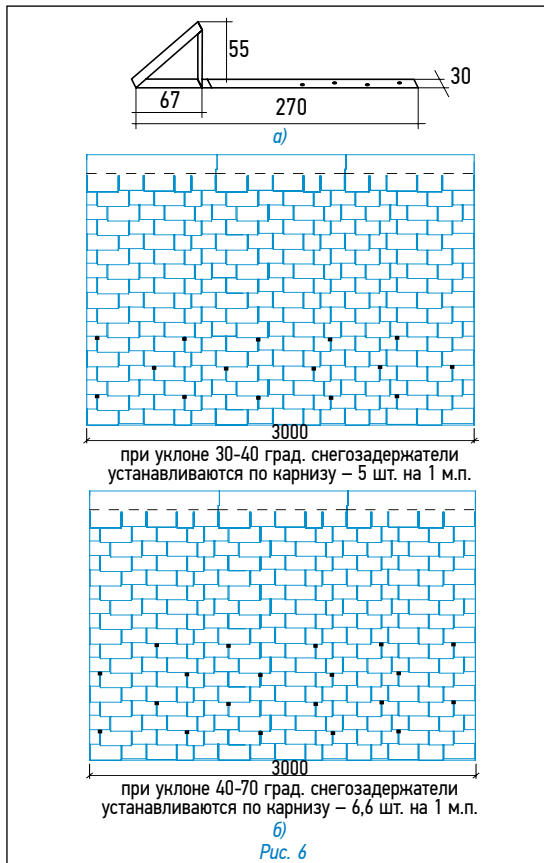 55
30
67
270
а)
3000
при уклоне 30-40 град. снегозадержатели
устанавливаются по карнизу – 5 шт. на 1 м.п.
3000
при уклоне 40-70 град. снегозадержатели
устанавливаются по карнизу – 6,6 шт. на 1 м.п.
б)
Рис. 6